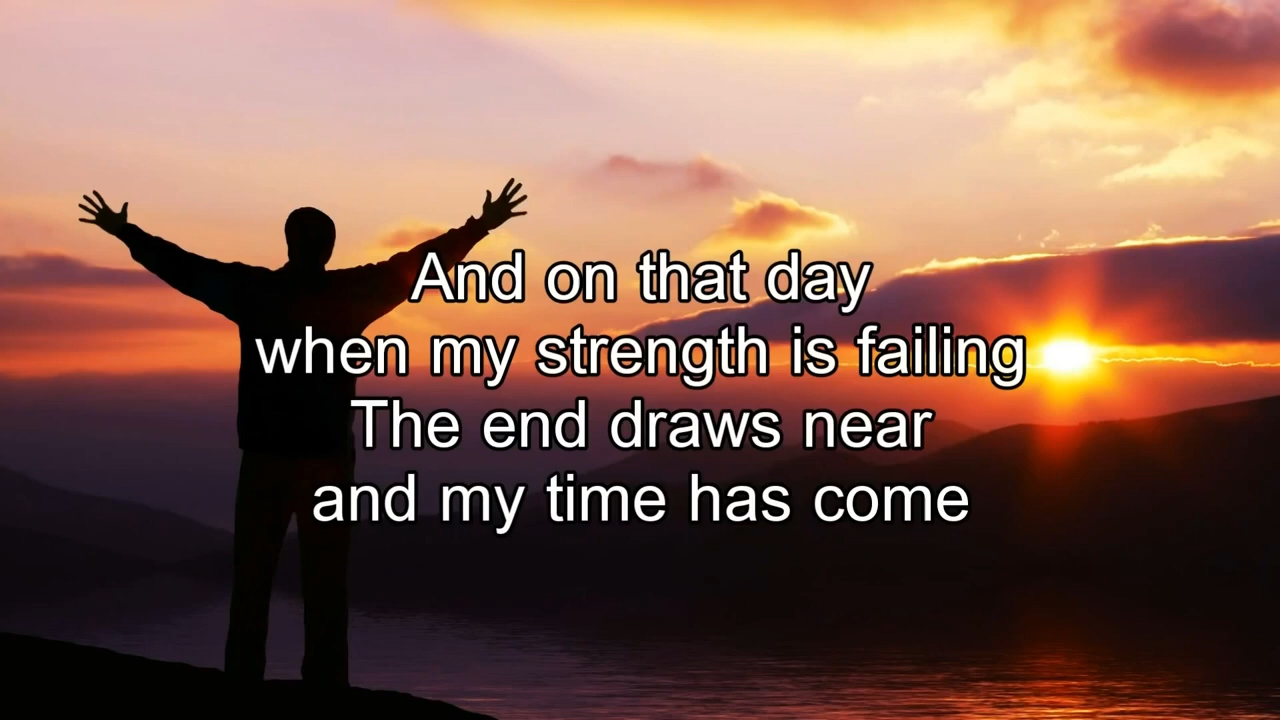 And on that day
when my strength is failing
The end draws near
and my time has come